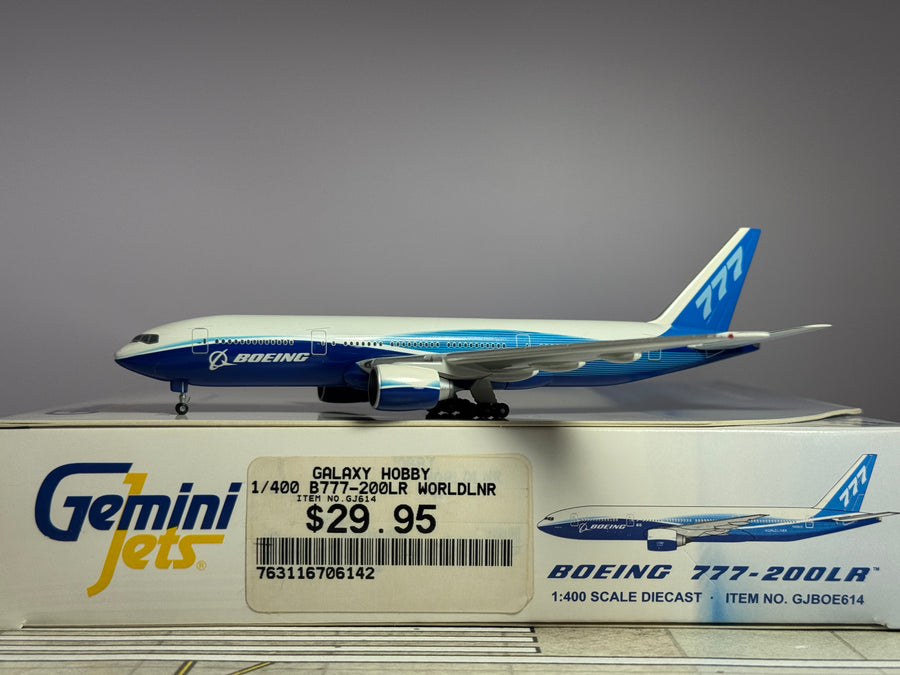 777
BOEING
Gemini
Jets®
GALAXY HOBBY
1/400 B777-200LR WORLDLNR
ITEM NO.GJ614
$29.95
763116706142
777
BOEING
BOEING 777-200LR™
1:400 SCALE DIECAST · ITEM NO. GJBOE614